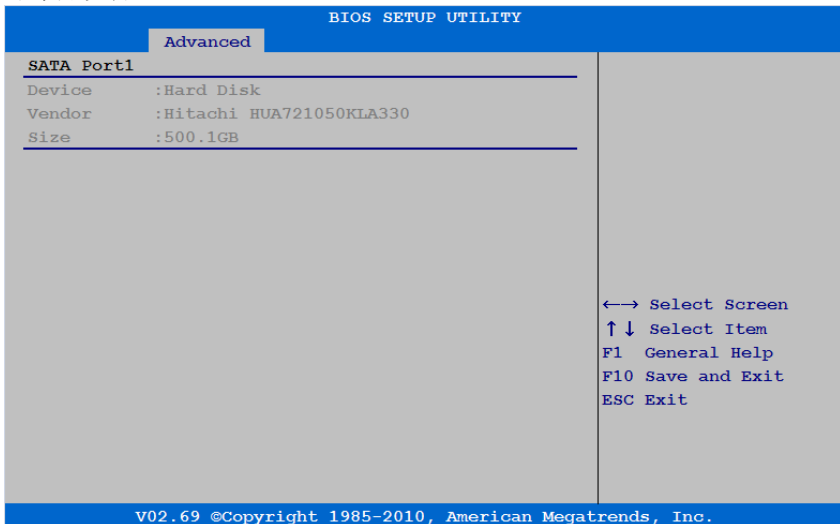 BIOS SETUP UTILITY
Advanced
SATA Port1
Device :Hard Disk
Vendor :Hitachi HUA721050KLA330
Size :500.1GB
←→ Select Screen
↑↓ Select Item
F1 General Help
F10 Save and Exit
ESC Exit
V02.69 ©Copyright 1985-2010, American Megatrends, Inc.